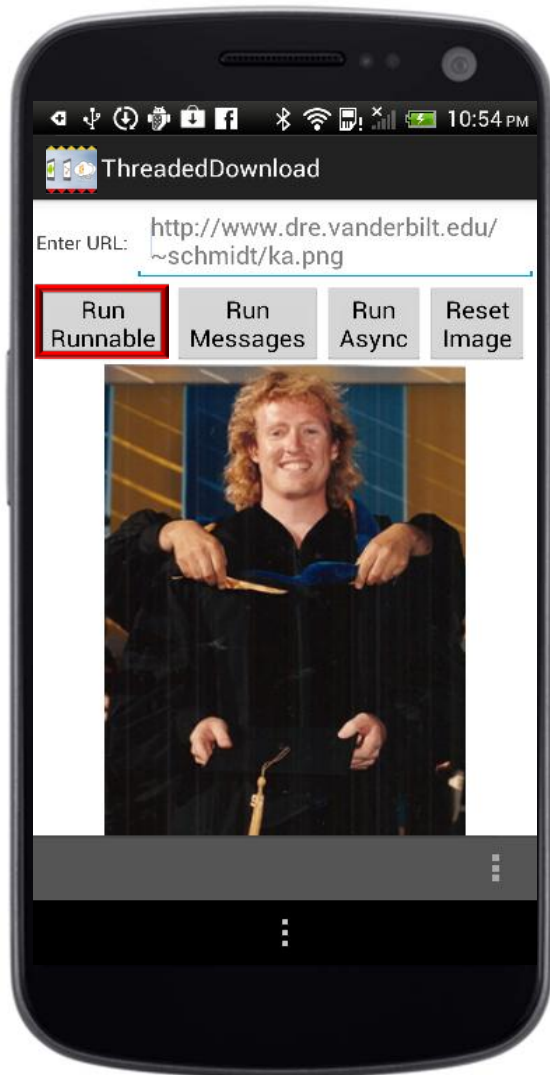 10:54 PM
ThreadedDownload
Enter URL:
http://www.dre.vanderbilt.edu/
~schmidt/ka.png
Run
Runnable
Run
Messages
Run
Async
Reset
Image